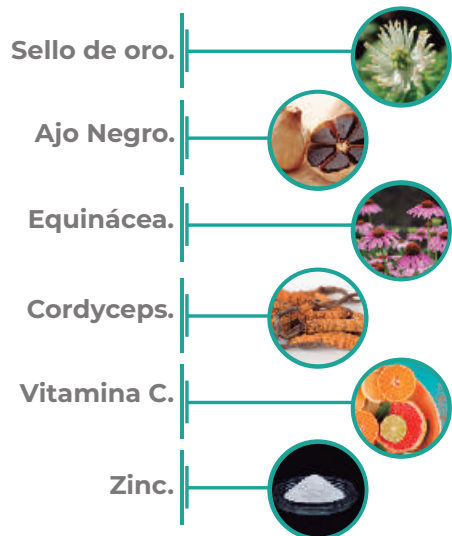 Sello de oro.
Ajo Negro.
Equinácea.
Cordyceps.
Vitamina C.
Zinc.